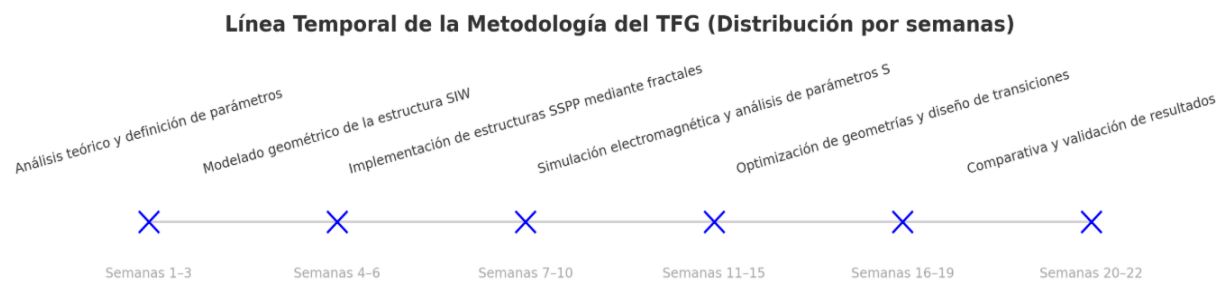 Línea Temporal de la Metodología del TFG (Distribución por semanas)
Análisis teórico y definición de parámetros
Modelado geométrico de la estructura SIW
Implementación de estructuras SSPP mediante fractales
Simulación electromagnética y análisis de parámetros S
Optimización de geometrías y diseño de transiciones
Comparativa y validación de resultados
Semanas 1–3
Semanas 4–6
Semanas 7–10
Semanas 11–15
Semanas 16–19
Semanas 20–22